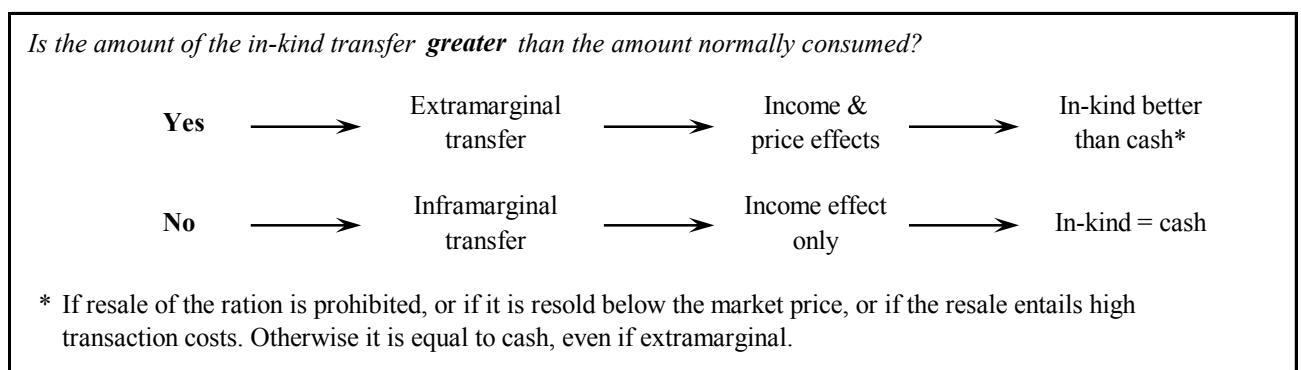 Is the amount of the in-kind transfer greater than the amount normally consumed?
Yes
Extramarginal
transfer
Income &
price effects
In-kind better
than cash*
No
Inframarginal
transfer
Income effect
only
In-kind = cash
* If resale of the ration is prohibited, or if it is resold below the market price, or if the resale entails high
transaction costs. Otherwise it is equal to cash, even if extramarginal.